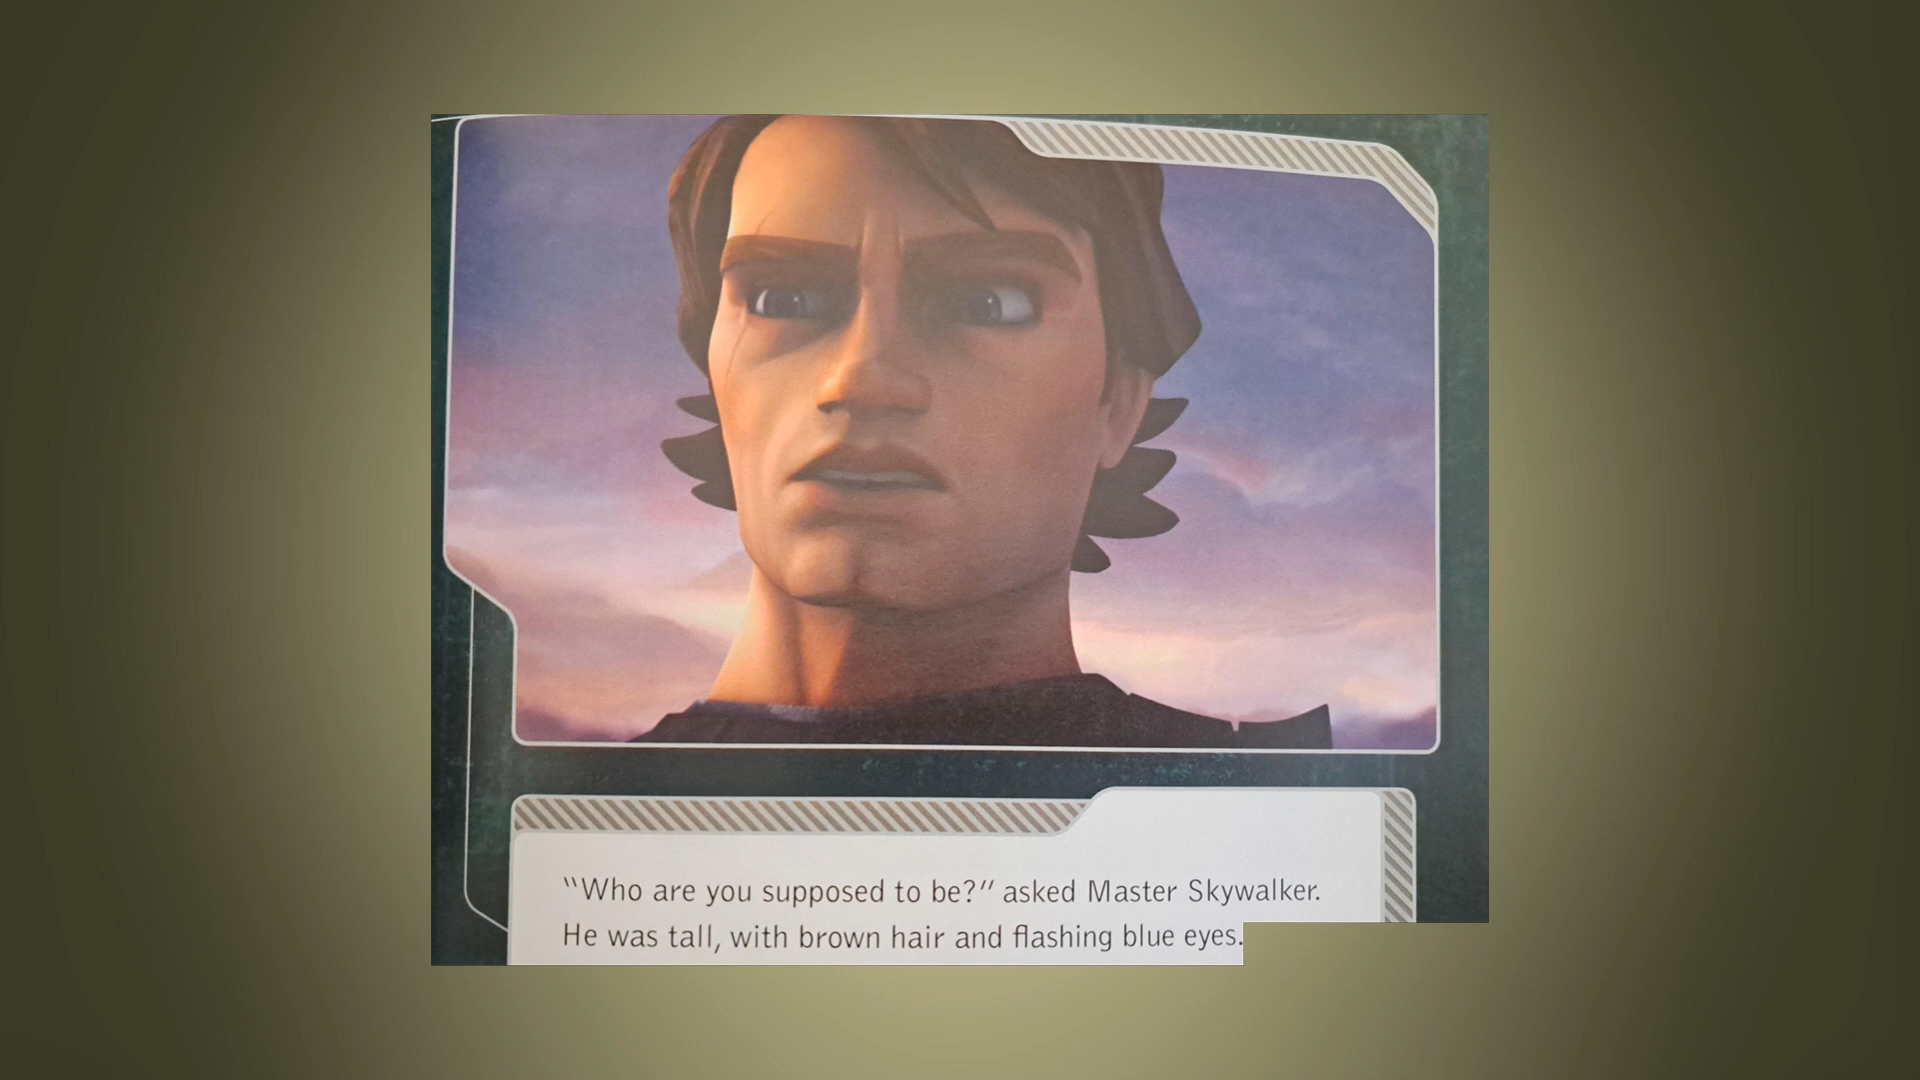 “Who are you supposed to be?” asked Master Skywalker.
He was tall, with brown hair and flashing blue eyes.